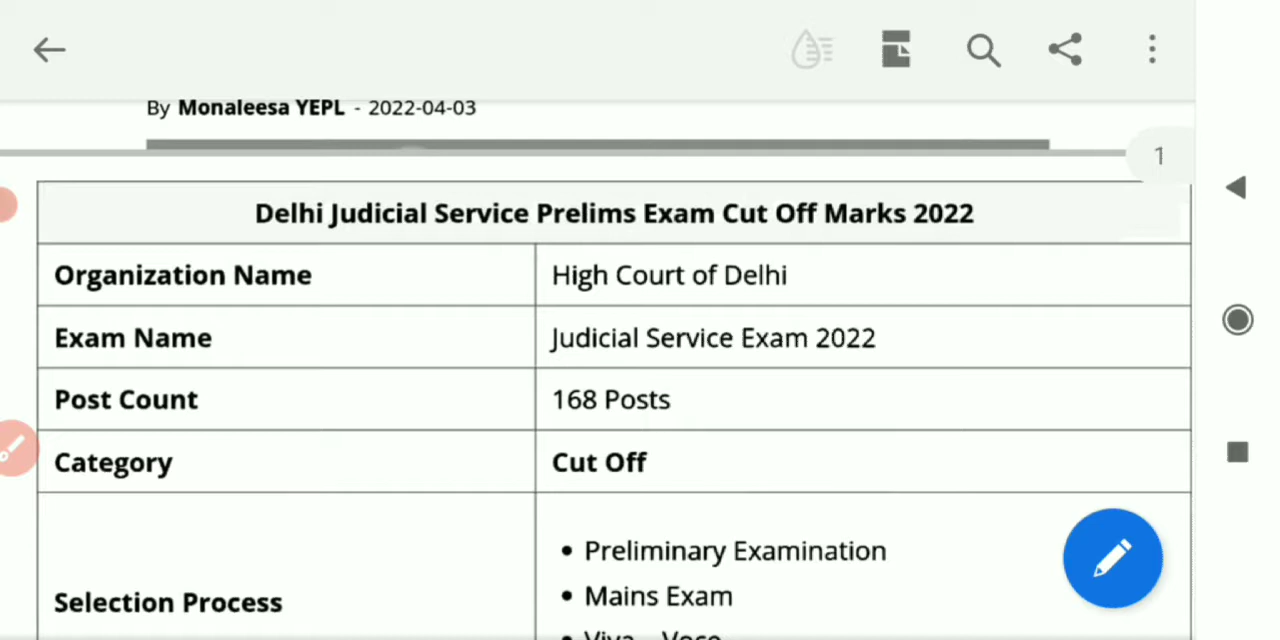 By Monaleesa YEPL - 2022-04-03
1
Delhi Judicial Service Prelims Exam Cut Off Marks 2022
Organization Name High Court of Delhi
Exam Name Judicial Service Exam 2022
Post Count 168 Posts
Category Cut Off
• Preliminary Examination
Selection Process
• Mains Exam
• Viva – Voce